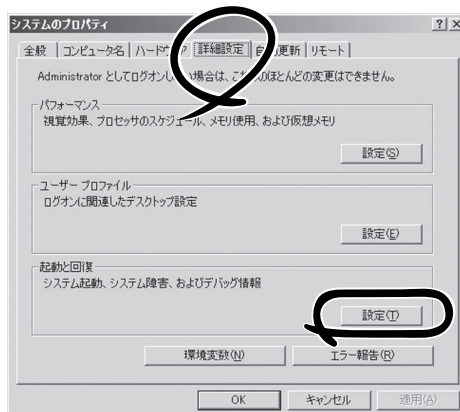 システムのプロパティ
全般 コンピュータ名 ハードウェア 詳細設定 自動更新 リモート
Administrator としてログオンしない場合は、これらのほとんどの変更はできません。
パフォーマンス
視覚効果、プロセッサのスケジュール、メモリ使用、および仮想メモリ
設定(S)
ユーザー プロファイル
ログオンに関連したデスクトップ設定
設定(E)
起動と回復
システム起動、システム障害、およびデバッグ情報
設定(T)
環境変数(N) エラー報告(R)
OK キャンセル 適用(A)